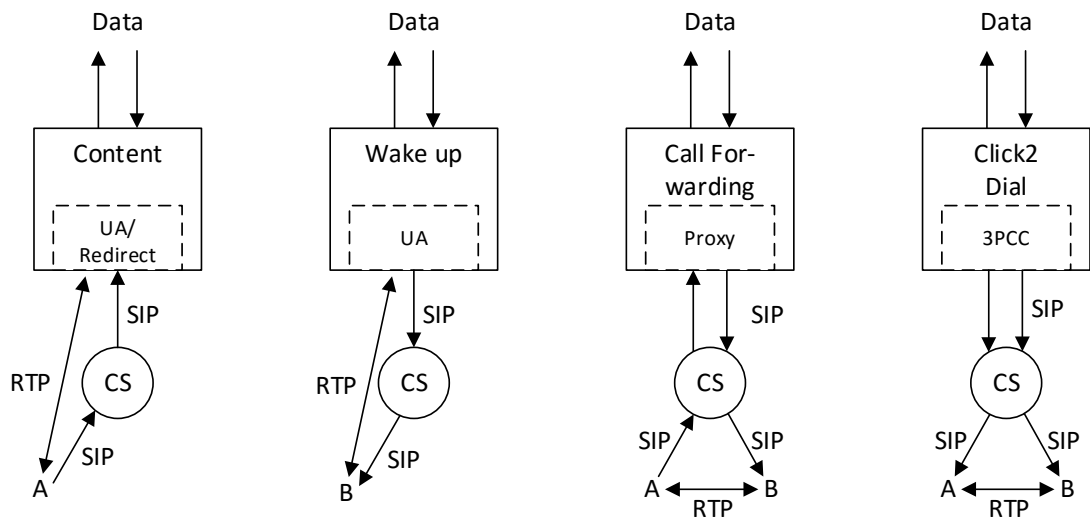 Data
Content
UA/
Redirect
SIP
RTP
CS
SIP
A
Data
Wake up
UA
SIP
RTP
CS
SIP
B
Data
Call For-
warding
Proxy
SIP
CS
SIP
SIP
A
B
RTP
Data
Click2
Dial
3PCC
SIP
CS
SIP
SIP
A
B
RTP